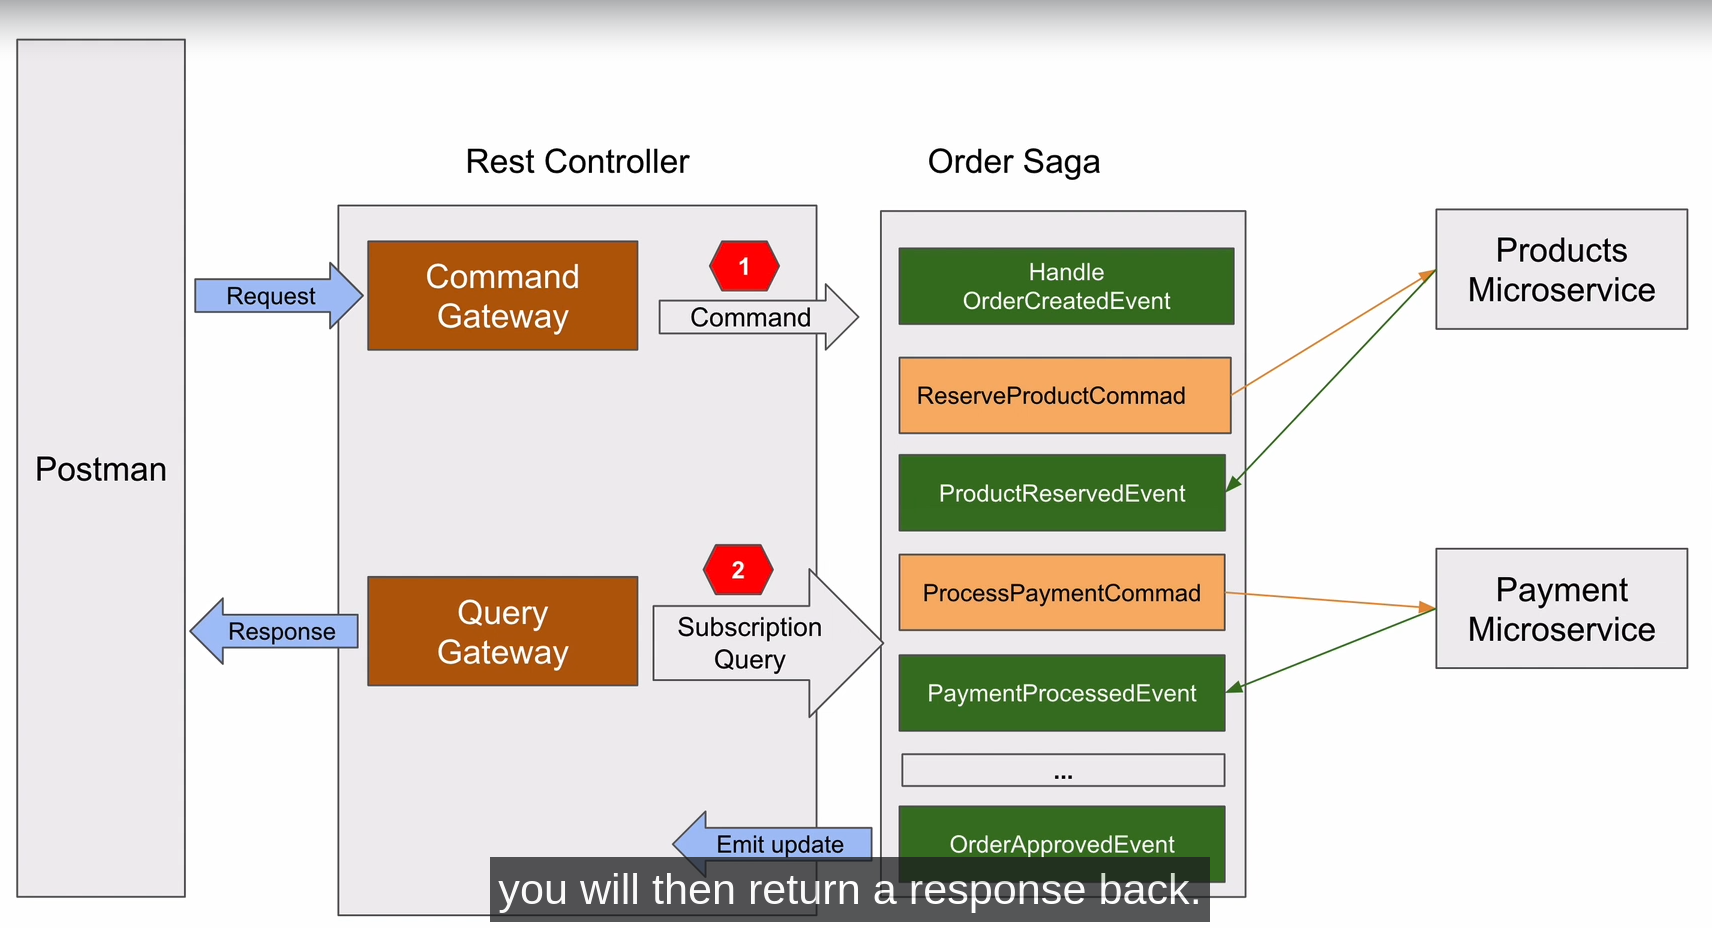 Rest Controller
Order Saga
Postman
Request
Command
Gateway
1
Command
Handle
OrderCreatedEvent
ReserveProductCommad
ProductReservedEvent
ProcessPaymentCommad
PaymentProcessedEvent
...
OrderApprovedEvent
Products
Microservice
Payment
Microservice
2
Subscription
Query
Query
Gateway
Response
Emit update
you will then return a response back.